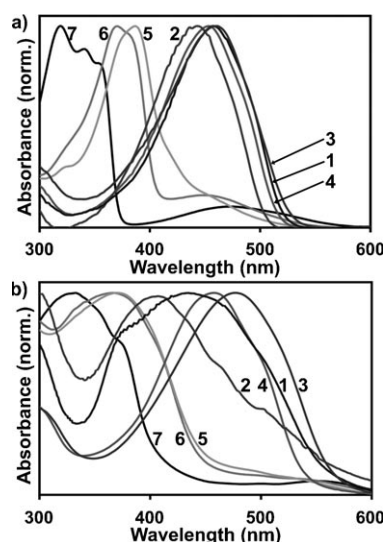 a)
Absorbance (norm.)
7 6 5 2
3
1
4
300 400 500 600
Wavelength (nm)
b)
Absorbance (norm.)
2 4 1 3
7 6 5
300 400 500 600
Wavelength (nm)